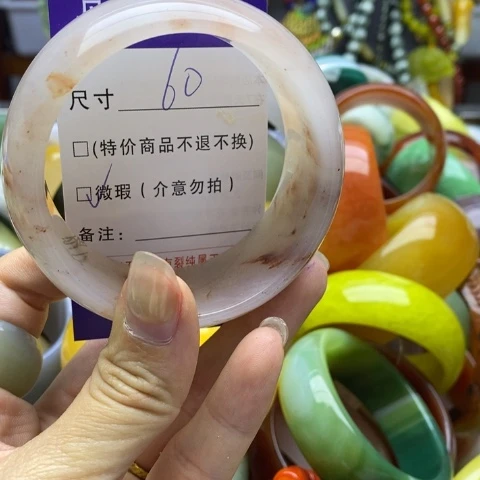 尺寸 60
□(特价商品不退不换)
☑微瑕(介意勿拍)
备注: